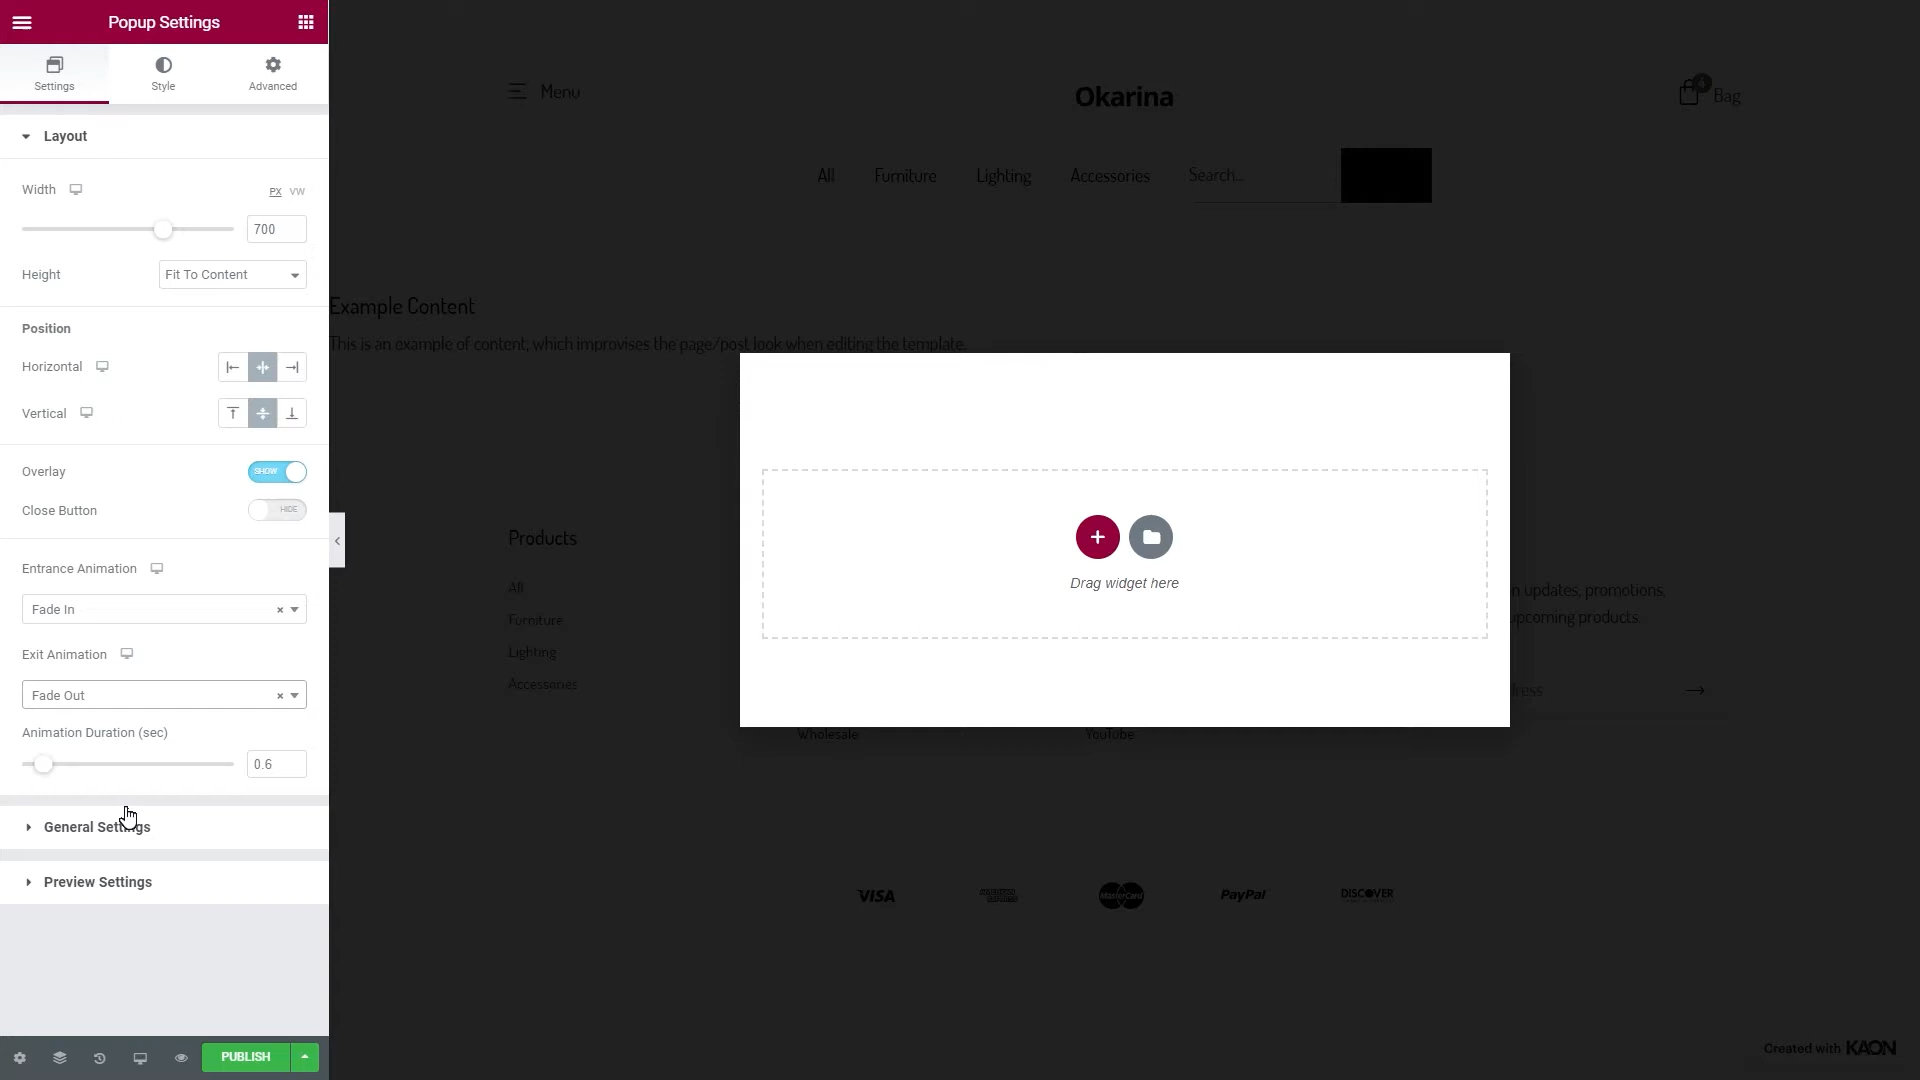 Popup Settings
Settings
Style
Advanced
Layout
Width
PX VW
700
Height
Fit To Content
Position
Horizontal
Vertical
Overlay
SHOW
Close Button
HIDE
Entrance Animation
Fade In
Exit Animation
Fade Out
Animation Duration (sec)
0.6
General Settings
Preview Settings
PUBLISH
Menu
Okarina
Bag
All Furniture Lighting Accessories Search...
Example Content
This is an example of content, which improvises the page/post look when editing the template.
Drag widget here
Products
All
Furniture
Lighting
Accessories
Wholesale
YouTube
updates, promotions,
upcoming products.
VISA
MasterCard
PayPal
DISCOVER
Created with KAON